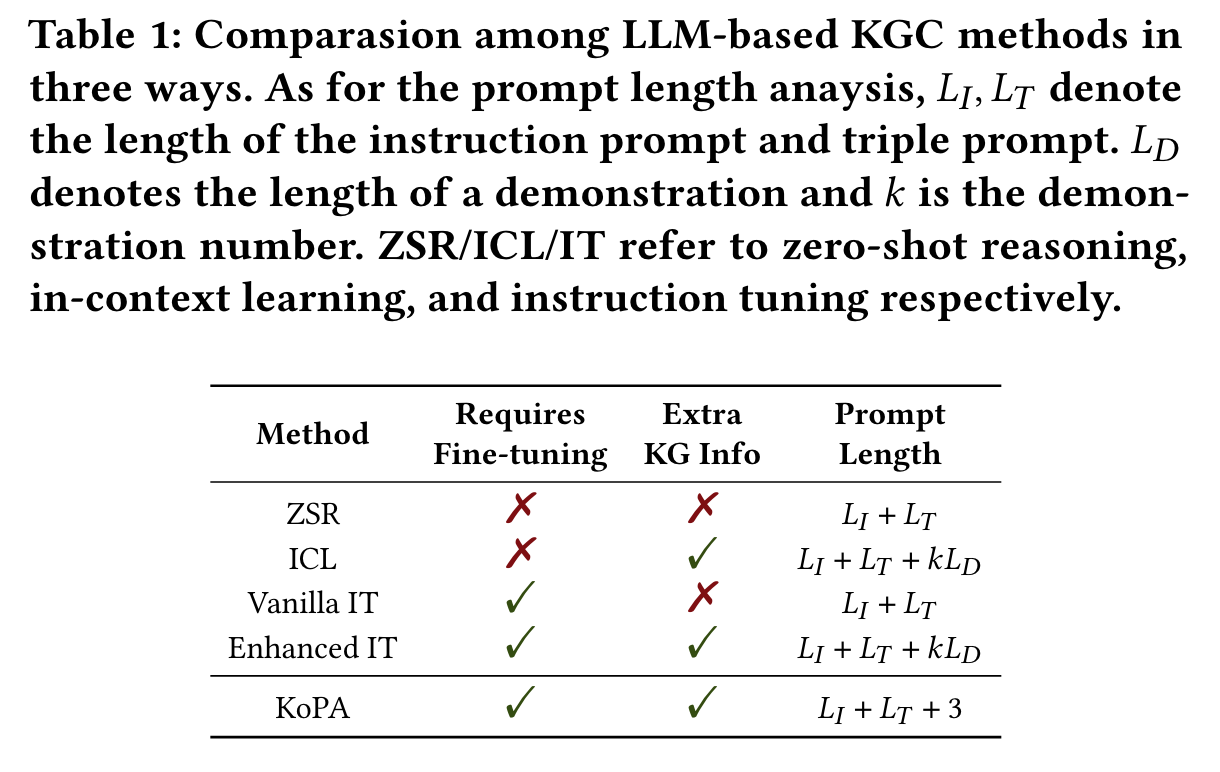 Table 1: Comparasion among LLM-based KGC methods in
three ways. As for the prompt length anaysis, L_I, L_T denote
the length of the instruction prompt and triple prompt. L_D
denotes the length of a demonstration and k is the demon-
stration number. ZSR/ICL/IT refer to zero-shot reasoning,
in-context learning, and instruction tuning respectively.
Method Requires Fine-tuning Extra KG Info Prompt Length
ZSR ✗ ✗ L_I + L_T
ICL ✗ ✓ L_I + L_T + kL_D
Vanilla IT ✓ ✗ L_I + L_T
Enhanced IT ✓ ✓ L_I + L_T + kL_D
KoPA ✓ ✓ L_I + L_T + 3